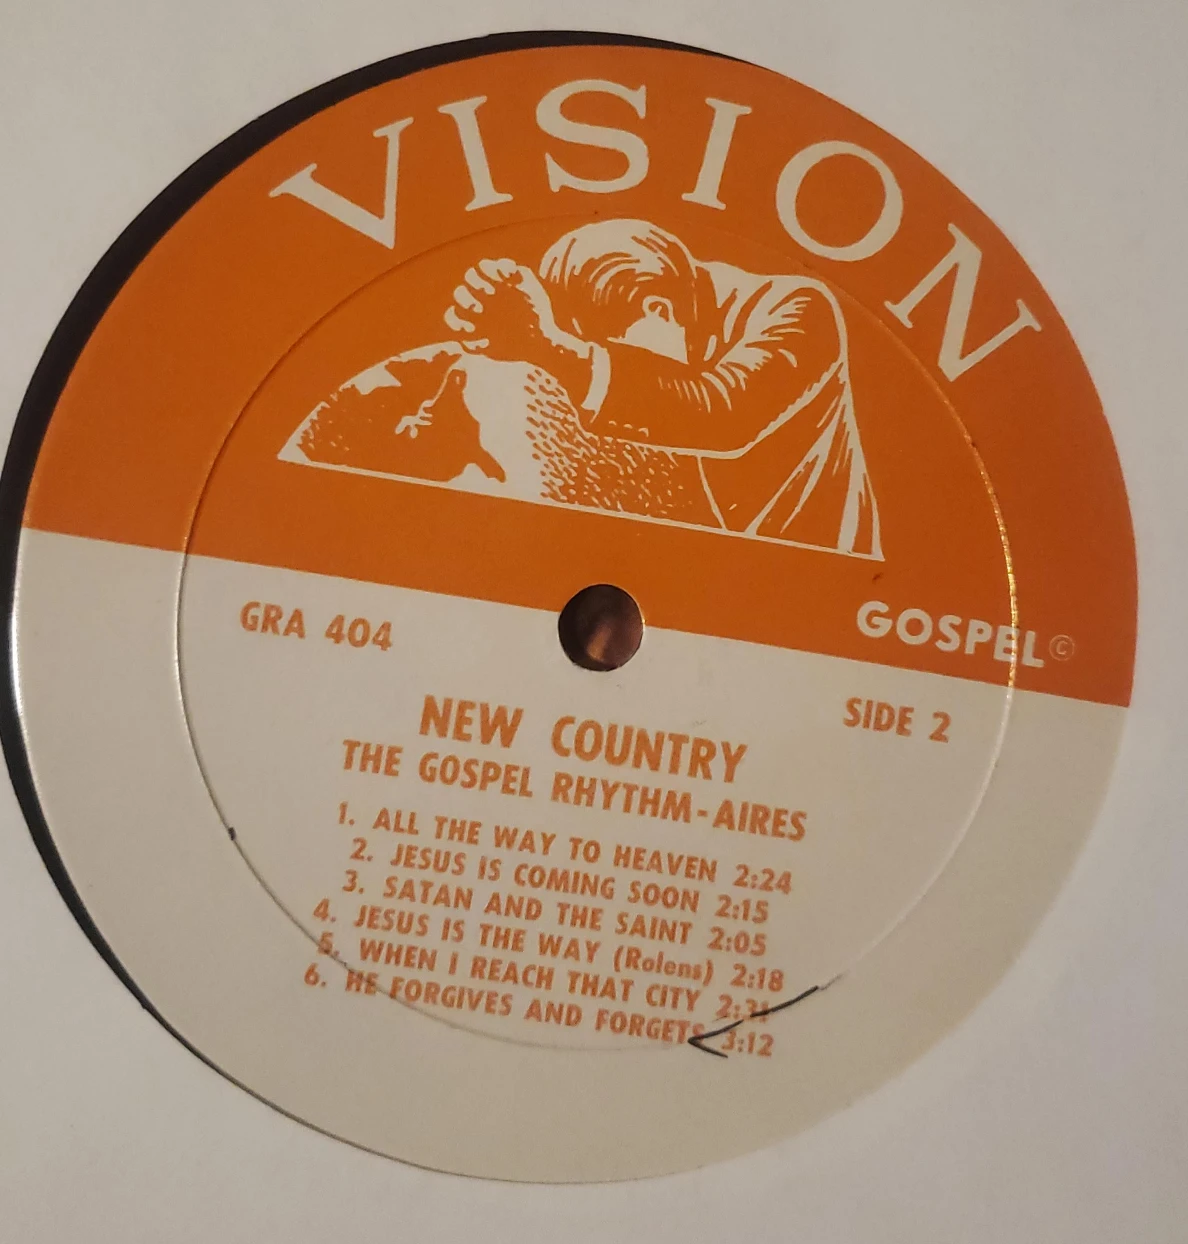 VISION
GOSPEL©
GRA 404
SIDE 2
NEW COUNTRY
THE GOSPEL RHYTHM-AIRES
1. ALL THE WAY TO HEAVEN 2:24
2. JESUS IS COMING SOON 2:15
3. SATAN AND THE SAINT 2:05
4. JESUS IS THE WAY (Rolens) 2:18
5. WHEN I REACH THAT CITY 2:31
6. HE FORGIVES AND FORGETS 3:12